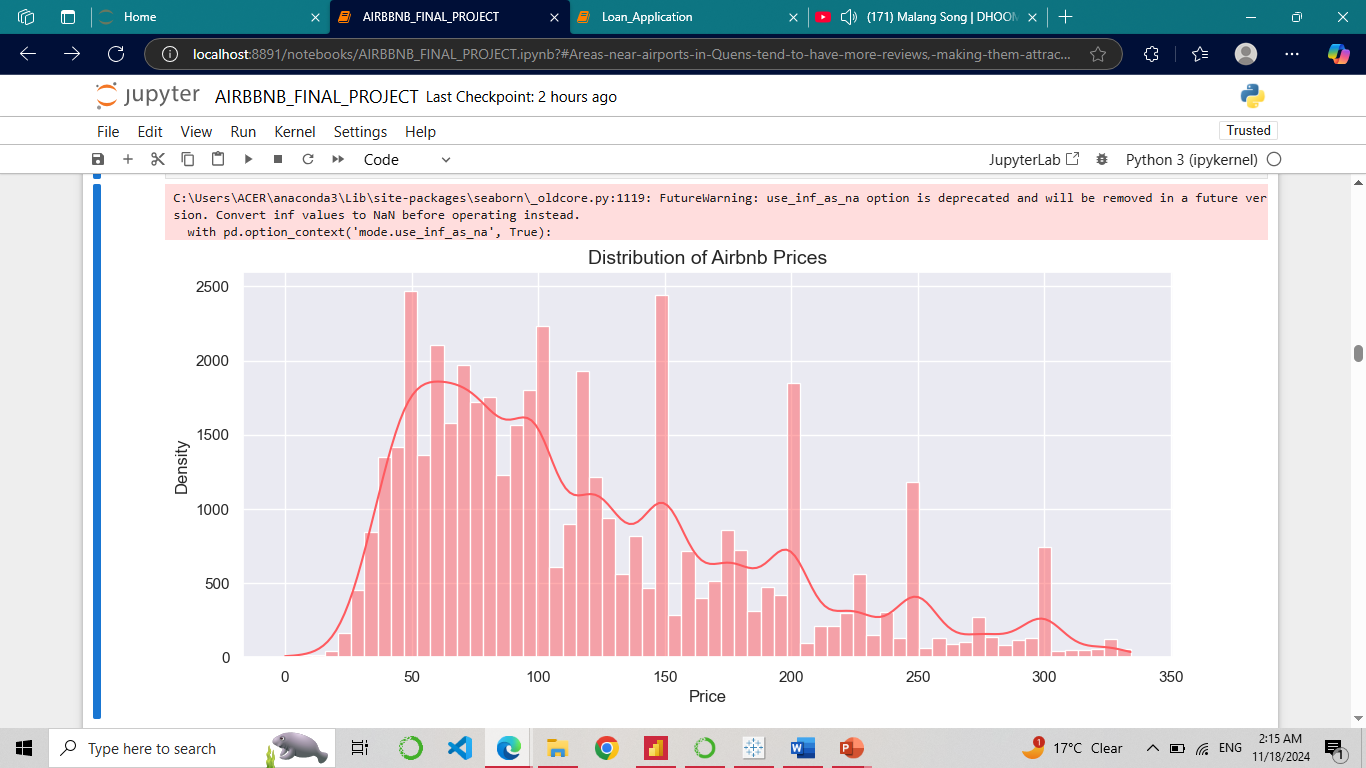 Home
AIRBBNB_FINAL_PROJECT
Loan_Application
(171) Malang Song | DHOOM
localhost:8891/notebooks/AIRBBNB_FINAL_PROJECT.ipynb?#Areas-near-airports-in-Quens-tend-to-have-more-reviews,-making-them-attrac...
jupyter AIRBBNB_FINAL_PROJECT Last Checkpoint: 2 hours ago
File Edit View Run Kernel Settings Help
Trusted
Code
JupyterLab
Python 3 (ipykernel)
C:\Users\ACER\anaconda3\Lib\site-packages\seaborn\_oldcore.py:1119: FutureWarning: use_inf_as_na option is deprecated and will be removed in a future ver
sion. Convert inf values to NaN before operating instead.
with pd.option_context('mode.use_inf_as_na', True):
Distribution of Airbnb Prices
2500
2000
1500
1000
500
0
Density
0 50 100 150 200 250 300 350
Price
Type here to search
1
17°C Clear
ENG
2:15 AM
11/18/2024
1